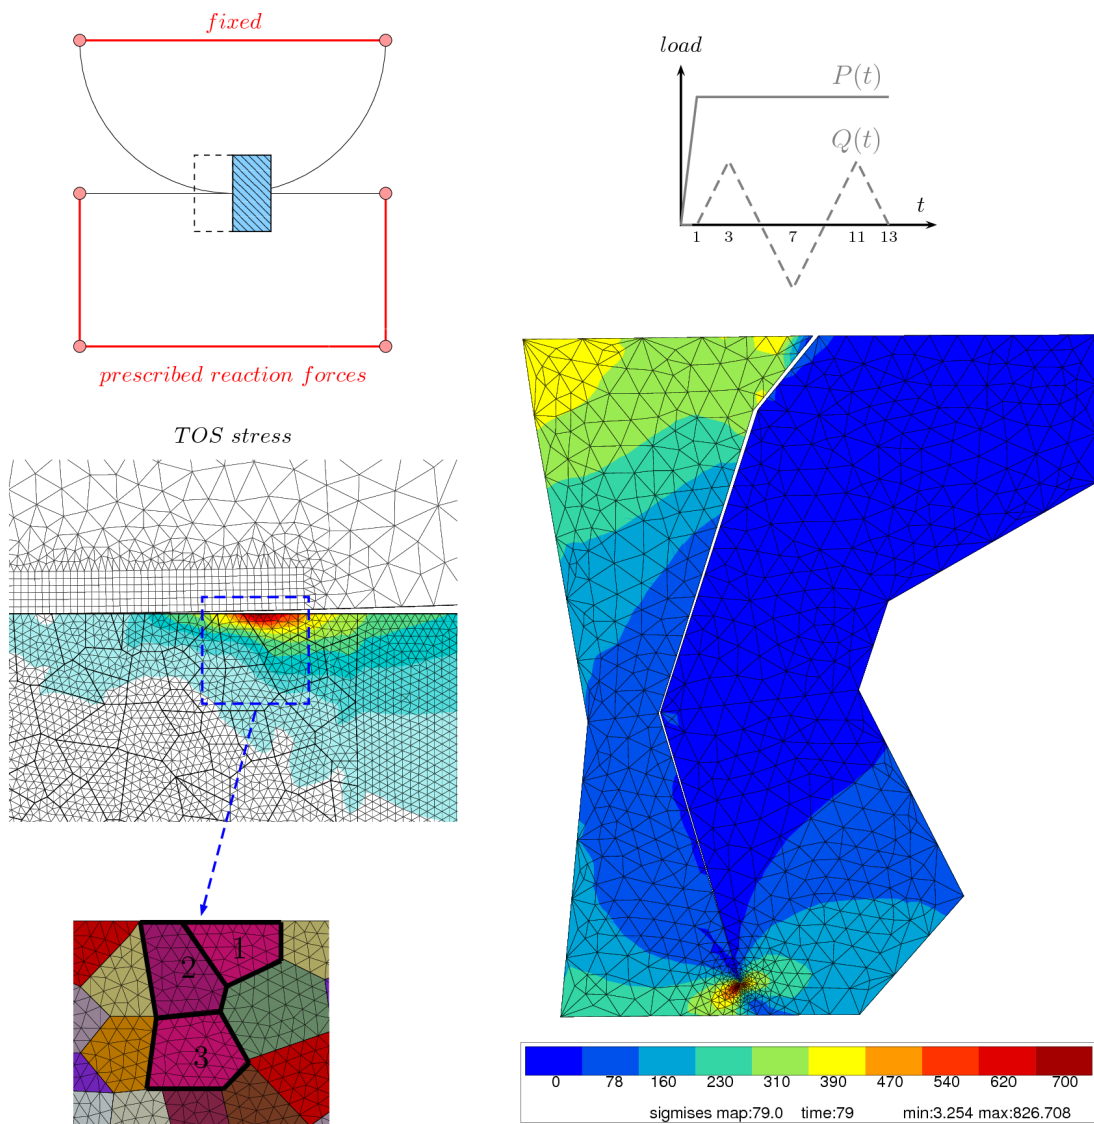 fixed
prescribed reaction forces
load
P(t)
Q(t)
t
1 3 7 11 13
TOS stress
1
2
3
0 78 160 230 310 390 470 540 620 700
sigmises map:79.0 time:79 min:3.254 max:826.708